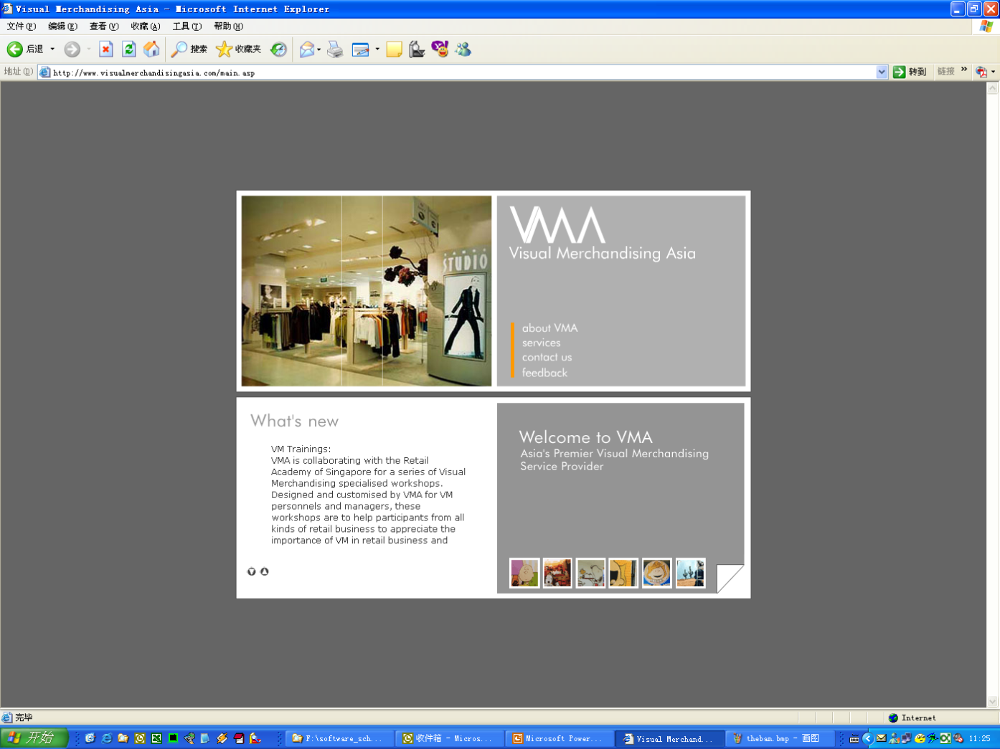 Visual Merchandising Asia - Microsoft Internet Explorer
文件(F) 编辑(E) 查看(V) 收藏(A) 工具(T) 帮助(H)
后退 搜索 收藏夹
地址(D) http://www.visualmerchandisingasia.com/main.asp 转到 链接 »
STUDIO
VMA
Visual Merchandising Asia
about VMA
services
contact us
feedback
What's new
VM Trainings:
VMA is collaborating with the Retail
Academy of Singapore for a series of Visual
Merchandising specialised workshops.
Designed and customised by VMA for VM
personnels and managers, these
workshops are to help participants from all
kinds of retail business to appreciate the
importance of VM in retail business and
Welcome to VMA
Asia's Premier Visual Merchandising
Service Provider
完毕 Internet
开始 F:\software_sch... 收件箱 - Micros... Microsoft Power... Visual Merchand... theban.bmp - 画图 11:25